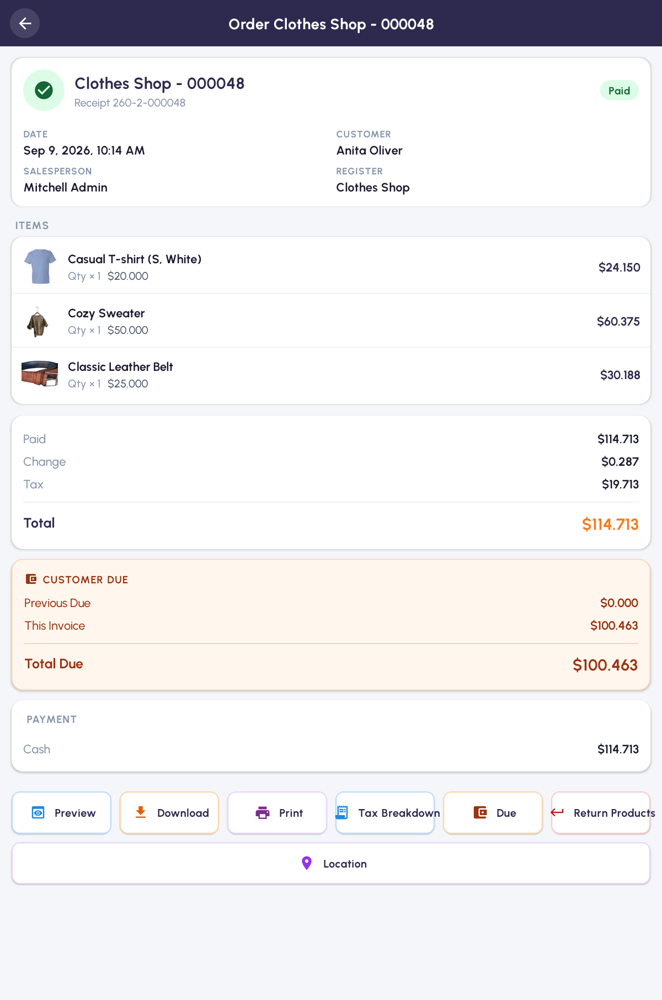 Order Clothes Shop - 000048
Clothes Shop - 000048
Receipt 260-2-000048
Paid
DATE
Sep 9, 2026, 10:14 AM
CUSTOMER
Anita Oliver
SALESPERSON
Mitchell Admin
REGISTER
Clothes Shop
ITEMS
Casual T-shirt (S, White)
Qty × 1 $20.000
$24.150
Cozy Sweater
Qty × 1 $50.000
$60.375
Classic Leather Belt
Qty × 1 $25.000
$30.188
Paid $114.713
Change $0.287
Tax $19.713
Total $114.713
CUSTOMER DUE
Previous Due $0.000
This Invoice $100.463
Total Due $100.463
PAYMENT
Cash $114.713
Preview Download Print Tax Breakdown Due Return Products
Location